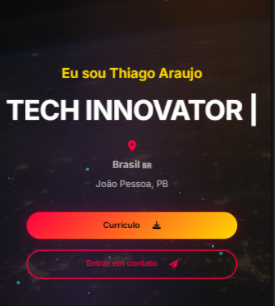 Eu sou Thiago Araujo
TECH INNOVATOR |
Brasil BR
João Pessoa, PB
Currículo
Entrar em contato